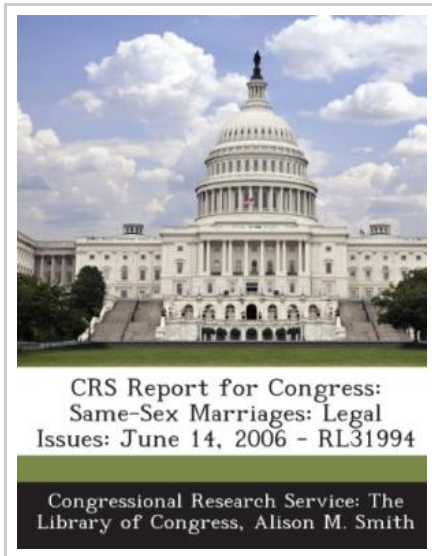 CRS Report for Congress:
Same-Sex Marriages: Legal
Issues: June 14, 2006 - RL31994
Congressional Research Service: The
Library of Congress, Alison M. Smith